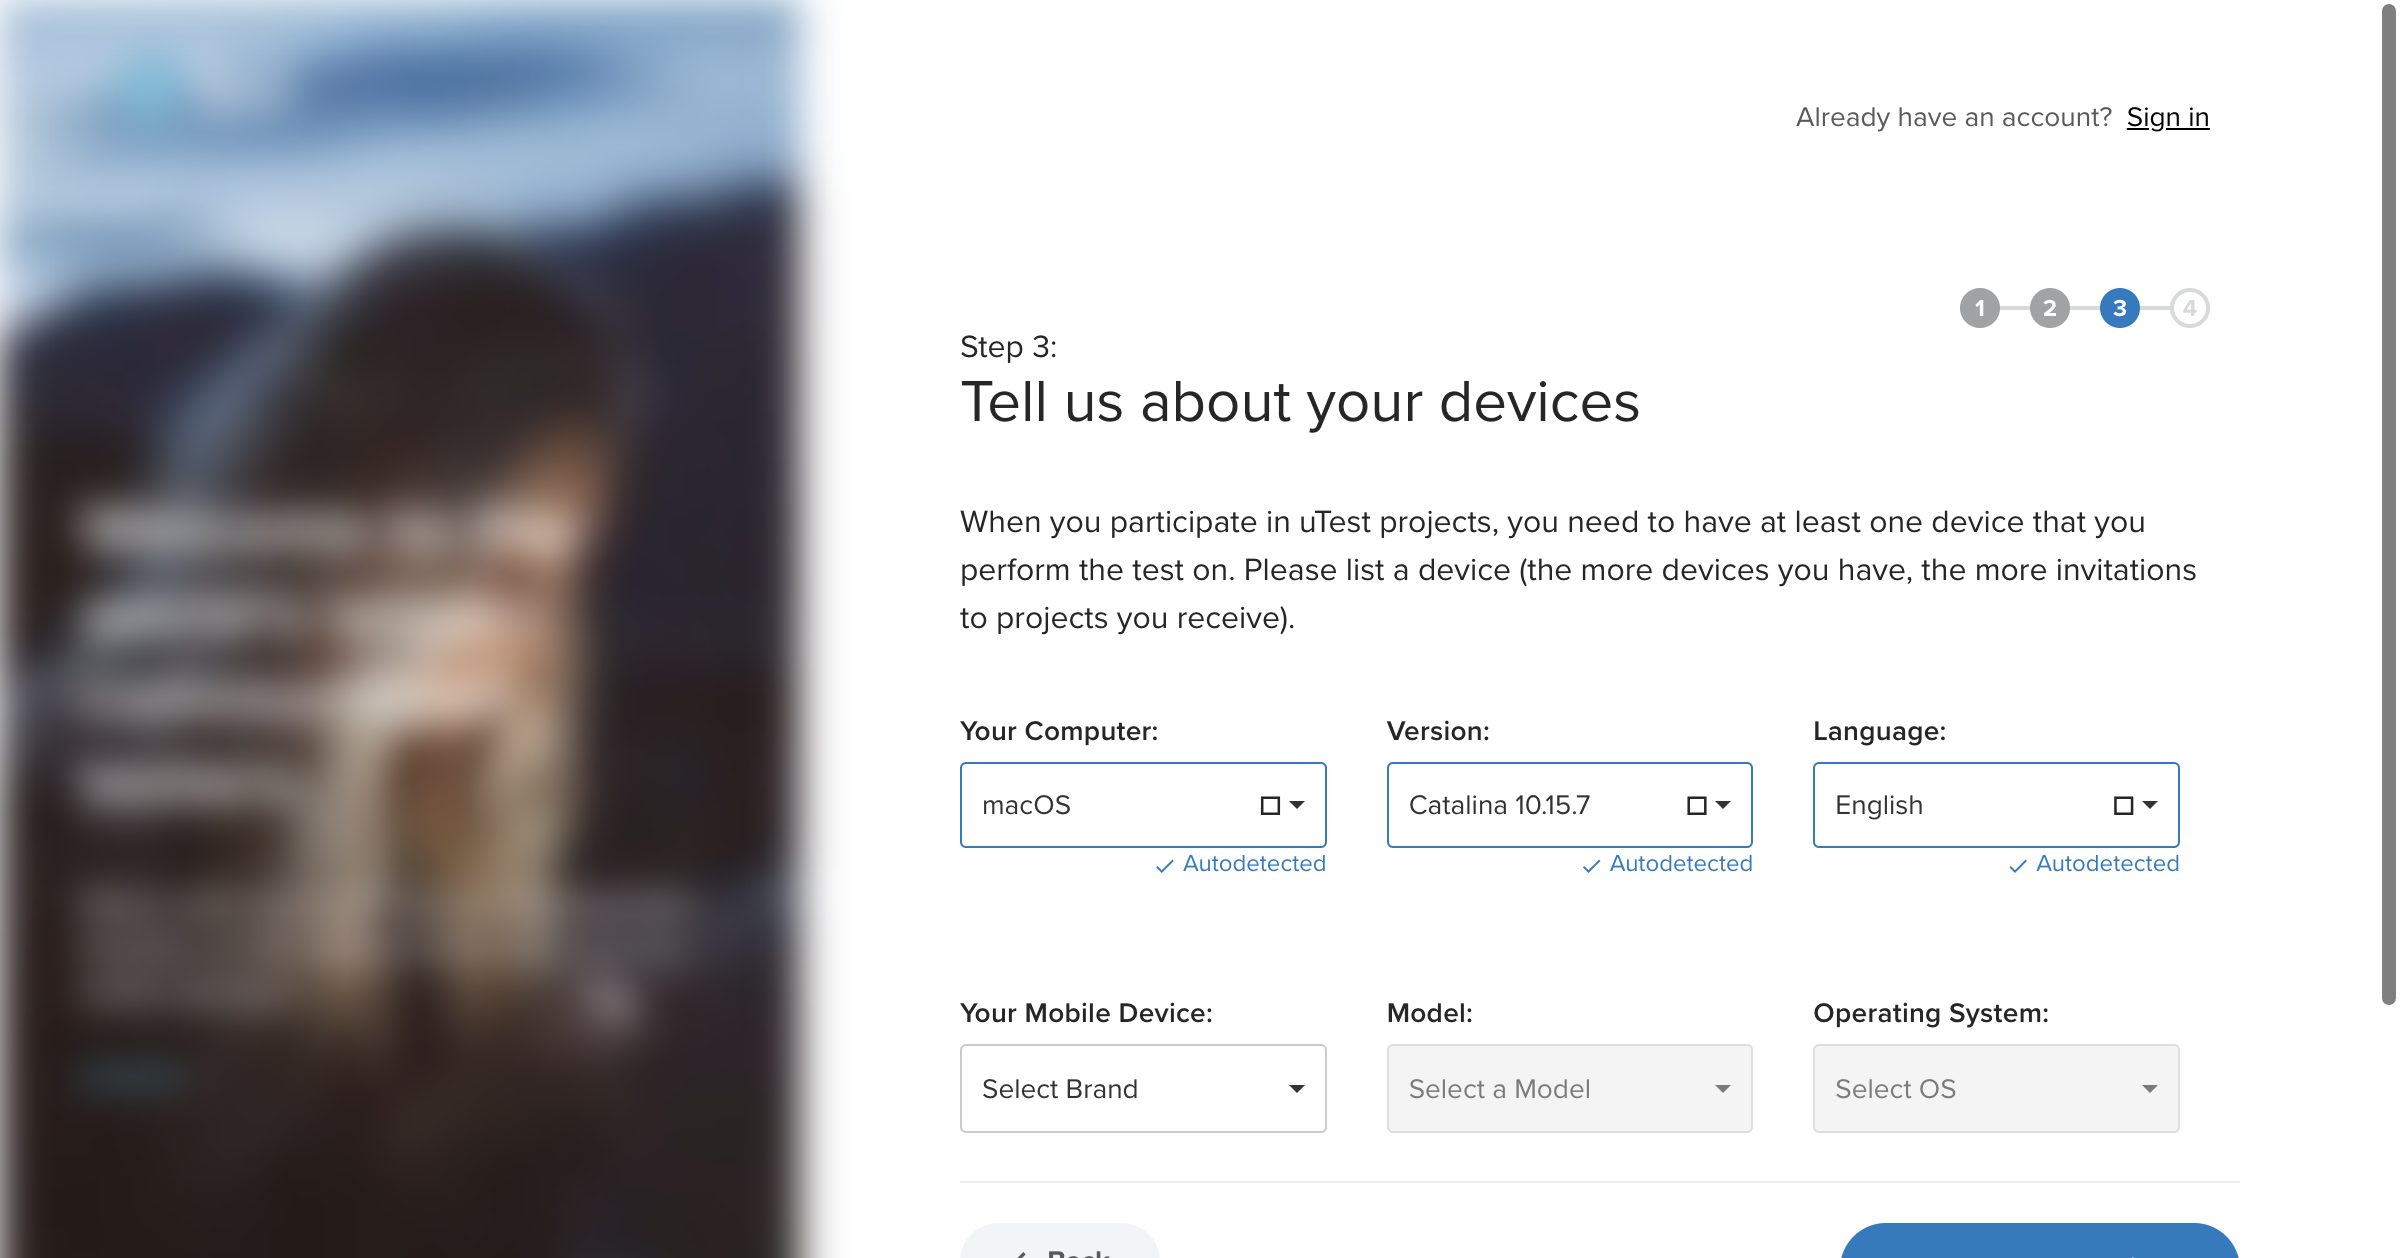 Already have an account? Sign in
1 2 3 4
Step 3:
Tell us about your devices
When you participate in uTest projects, you need to have at least one device that you
perform the test on. Please list a device (the more devices you have, the more invitations
to projects you receive).
Your Computer: Version: Language:
macOS Catalina 10.15.7 English
Autodetected Autodetected Autodetected
Your Mobile Device: Model: Operating System:
Select Brand Select a Model Select OS
Back